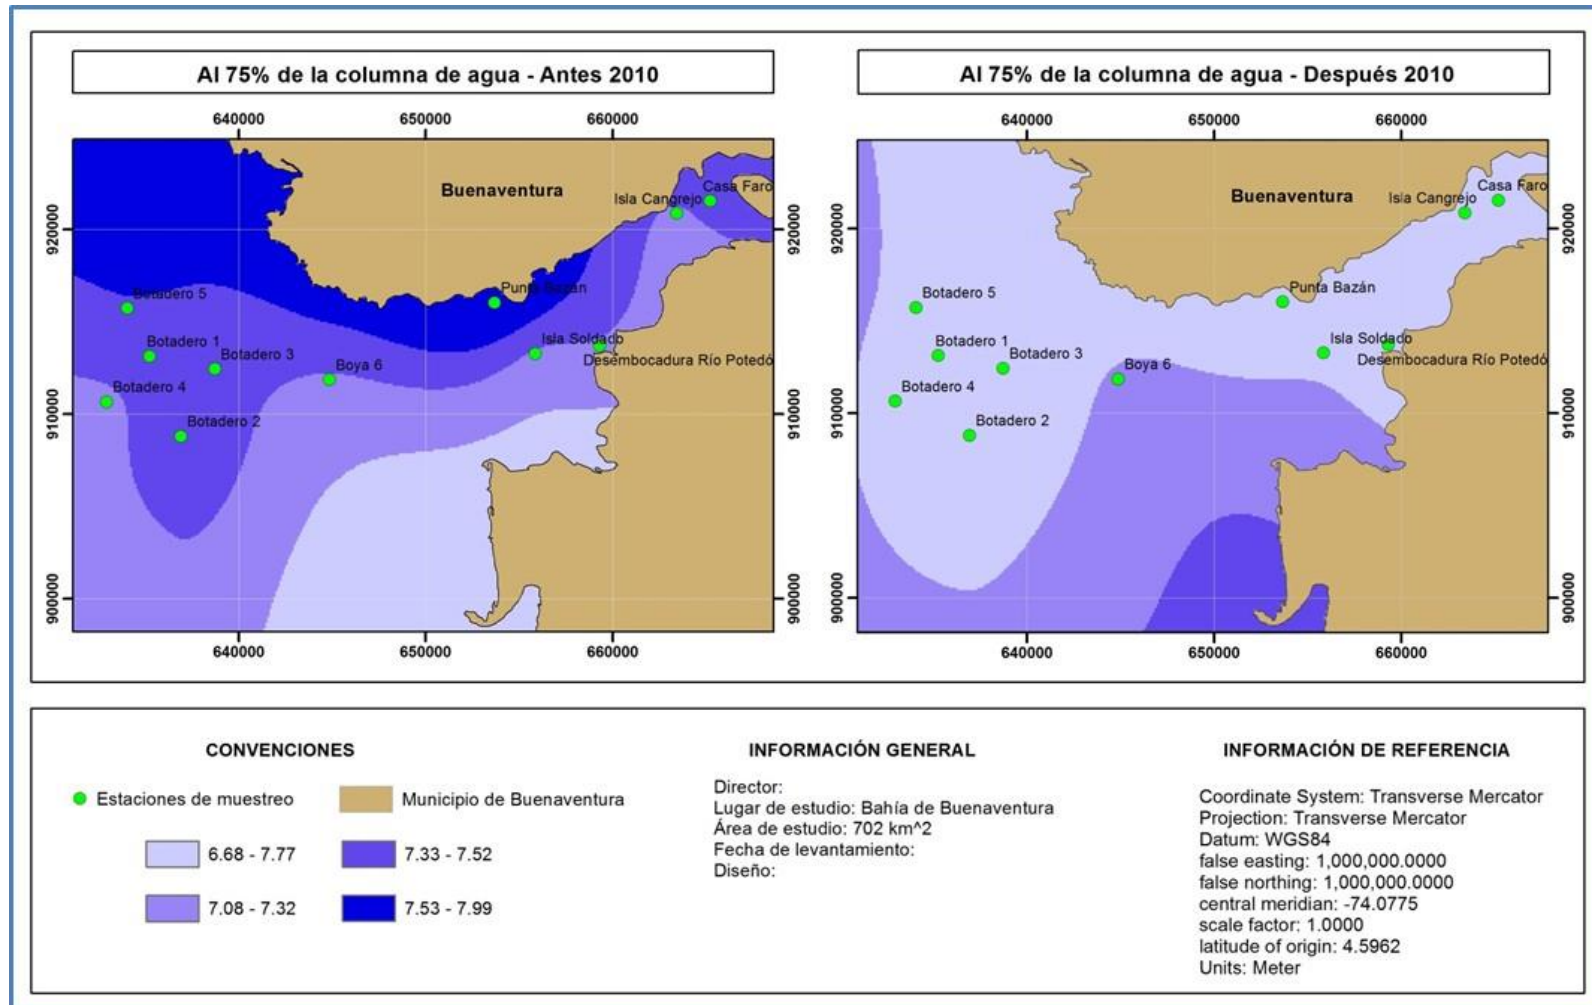 Al 75% de la columna de agua - Antes 2010
640000
650000
660000
920000
910000
900000
Buenaventura
Casa Faro
Isla Cangrejo
Punta Bazán
Botadero 5
Botadero 1
Botadero 3
Isla Soldado
Desembocadura Río Potedó
Boya 6
Botadero 4
Botadero 2
920000
910000
900000
640000
650000
660000
Al 75% de la columna de agua - Después 2010
640000
650000
660000
920000
910000
900000
Buenaventura
Casa Faro
Isla Cangrejo
Punta Bazán
Botadero 5
Botadero 1
Botadero 3
Isla Soldado
Desembocadura Río Potedó
Boya 6
Botadero 4
Botadero 2
920000
910000
900000
640000
650000
660000
CONVENCIONES
Estaciones de muestreo
Municipio de Buenaventura
6.68 - 7.77
7.33 - 7.52
7.08 - 7.32
7.53 - 7.99
INFORMACIÓN GENERAL
Director:
Lugar de estudio: Bahía de Buenaventura
Área de estudio: 702 km^2
Fecha de levantamiento:
Diseño:
INFORMACIÓN DE REFERENCIA
Coordinate System: Transverse Mercator
Projection: Transverse Mercator
Datum: WGS84
false easting: 1,000,000.0000
false northing: 1,000,000.0000
central meridian: -74.0775
scale factor: 1.0000
latitude of origin: 4.5962
Units: Meter